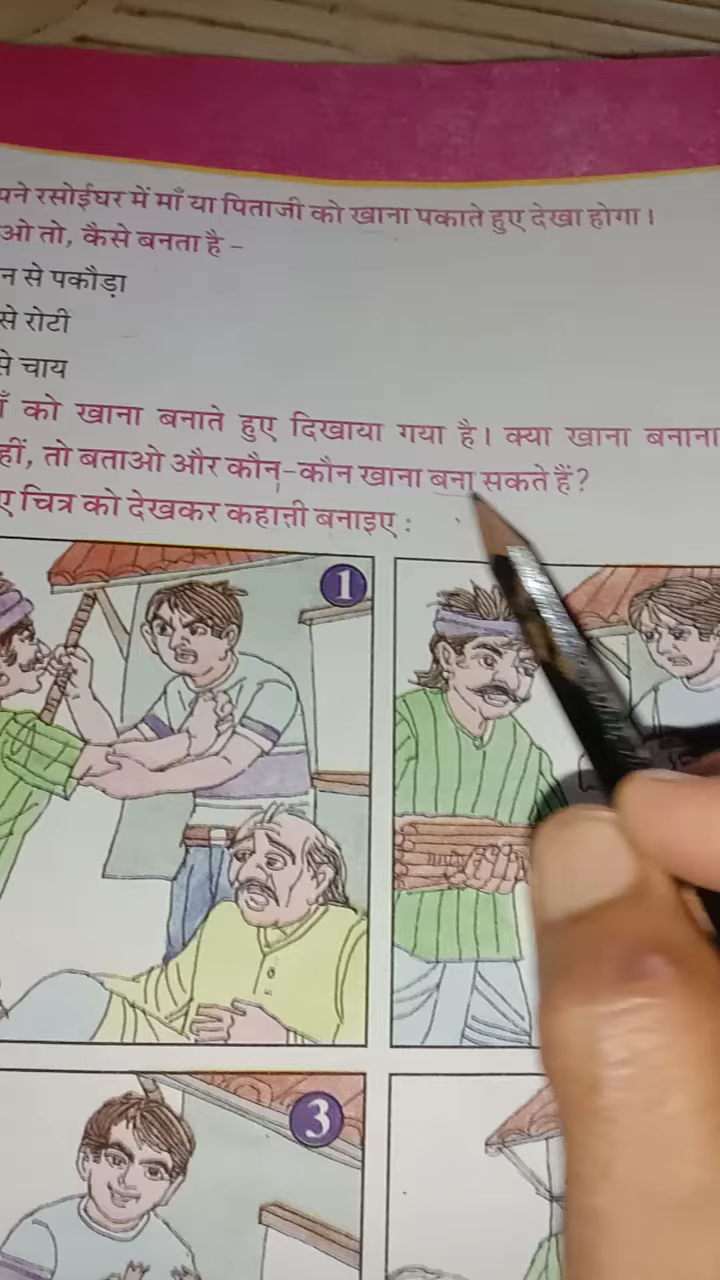 पने रसोईघर में माँ या पिताजी को खाना पकाते हुए देखा होगा।
ओ तो, कैसे बनता है –
न से पकौड़ा
से रोटी
से चाय
को खाना बनाते हुए दिखाया गया है। क्या खाना बनाना
हीं, तो बताओ और कौन-कौन खाना बना सकते हैं?
ए चित्र को देखकर कहानी बनाइए :
1
3